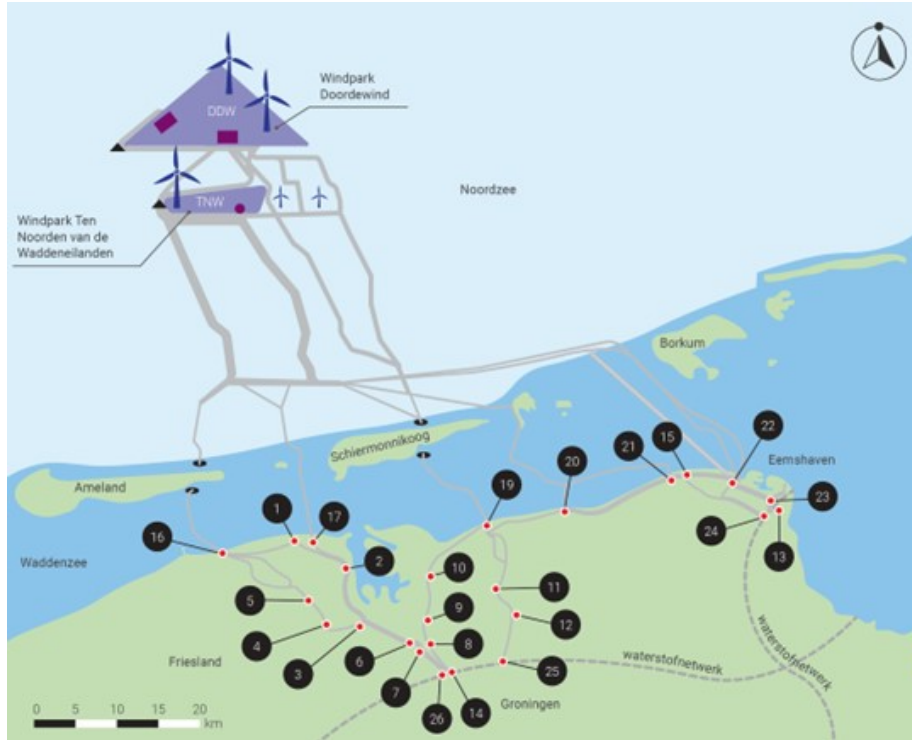 Windpark
Doordewind
DDW
Noordzee
TNW
Windpark Ten
Noorden van de
Waddeneilanden
Borkum
Schiermonnikoog
Ameland
Eemshaven
Waddenzee
1
17
16
2
5
4
3
6
7
8
9
10
19
20
21
15
22
23
24
13
11
12
25
26
14
Friesland
Groningen
waterstofnetwerk
waterstofnetwerk
0 5 10 15 20
km